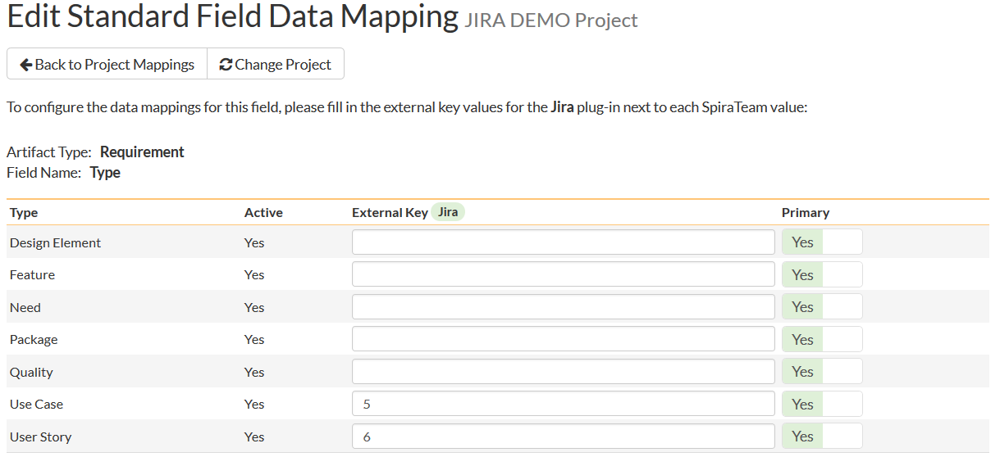 Edit Standard Field Data Mapping JIRA DEMO Project
Back to Project Mappings Change Project
To configure the data mappings for this field, please fill in the external key values for the Jira plug-in next to each SpiraTeam value:
Artifact Type: Requirement
Field Name: Type
Type Active External Key Jira Primary
Design Element Yes Yes
Feature Yes Yes
Need Yes Yes
Package Yes Yes
Quality Yes Yes
Use Case Yes 5 Yes
User Story Yes 6 Yes